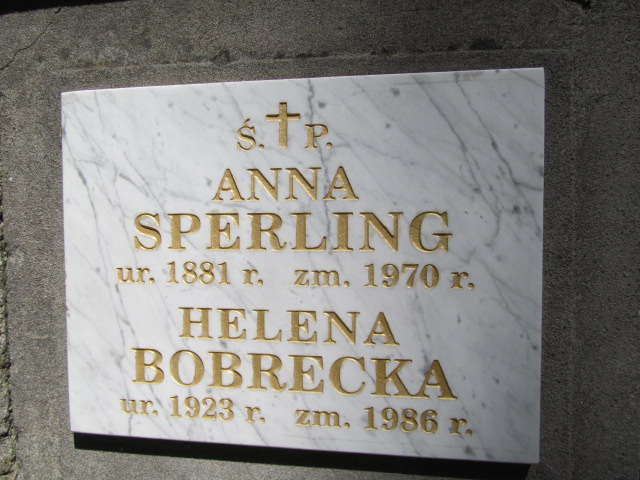 Ś. P.
ANNA
SPERLING
ur. 1881 r. zm. 1970 r.
HELENA
BOBRECKA
ur. 1923 r. zm. 1986 r.